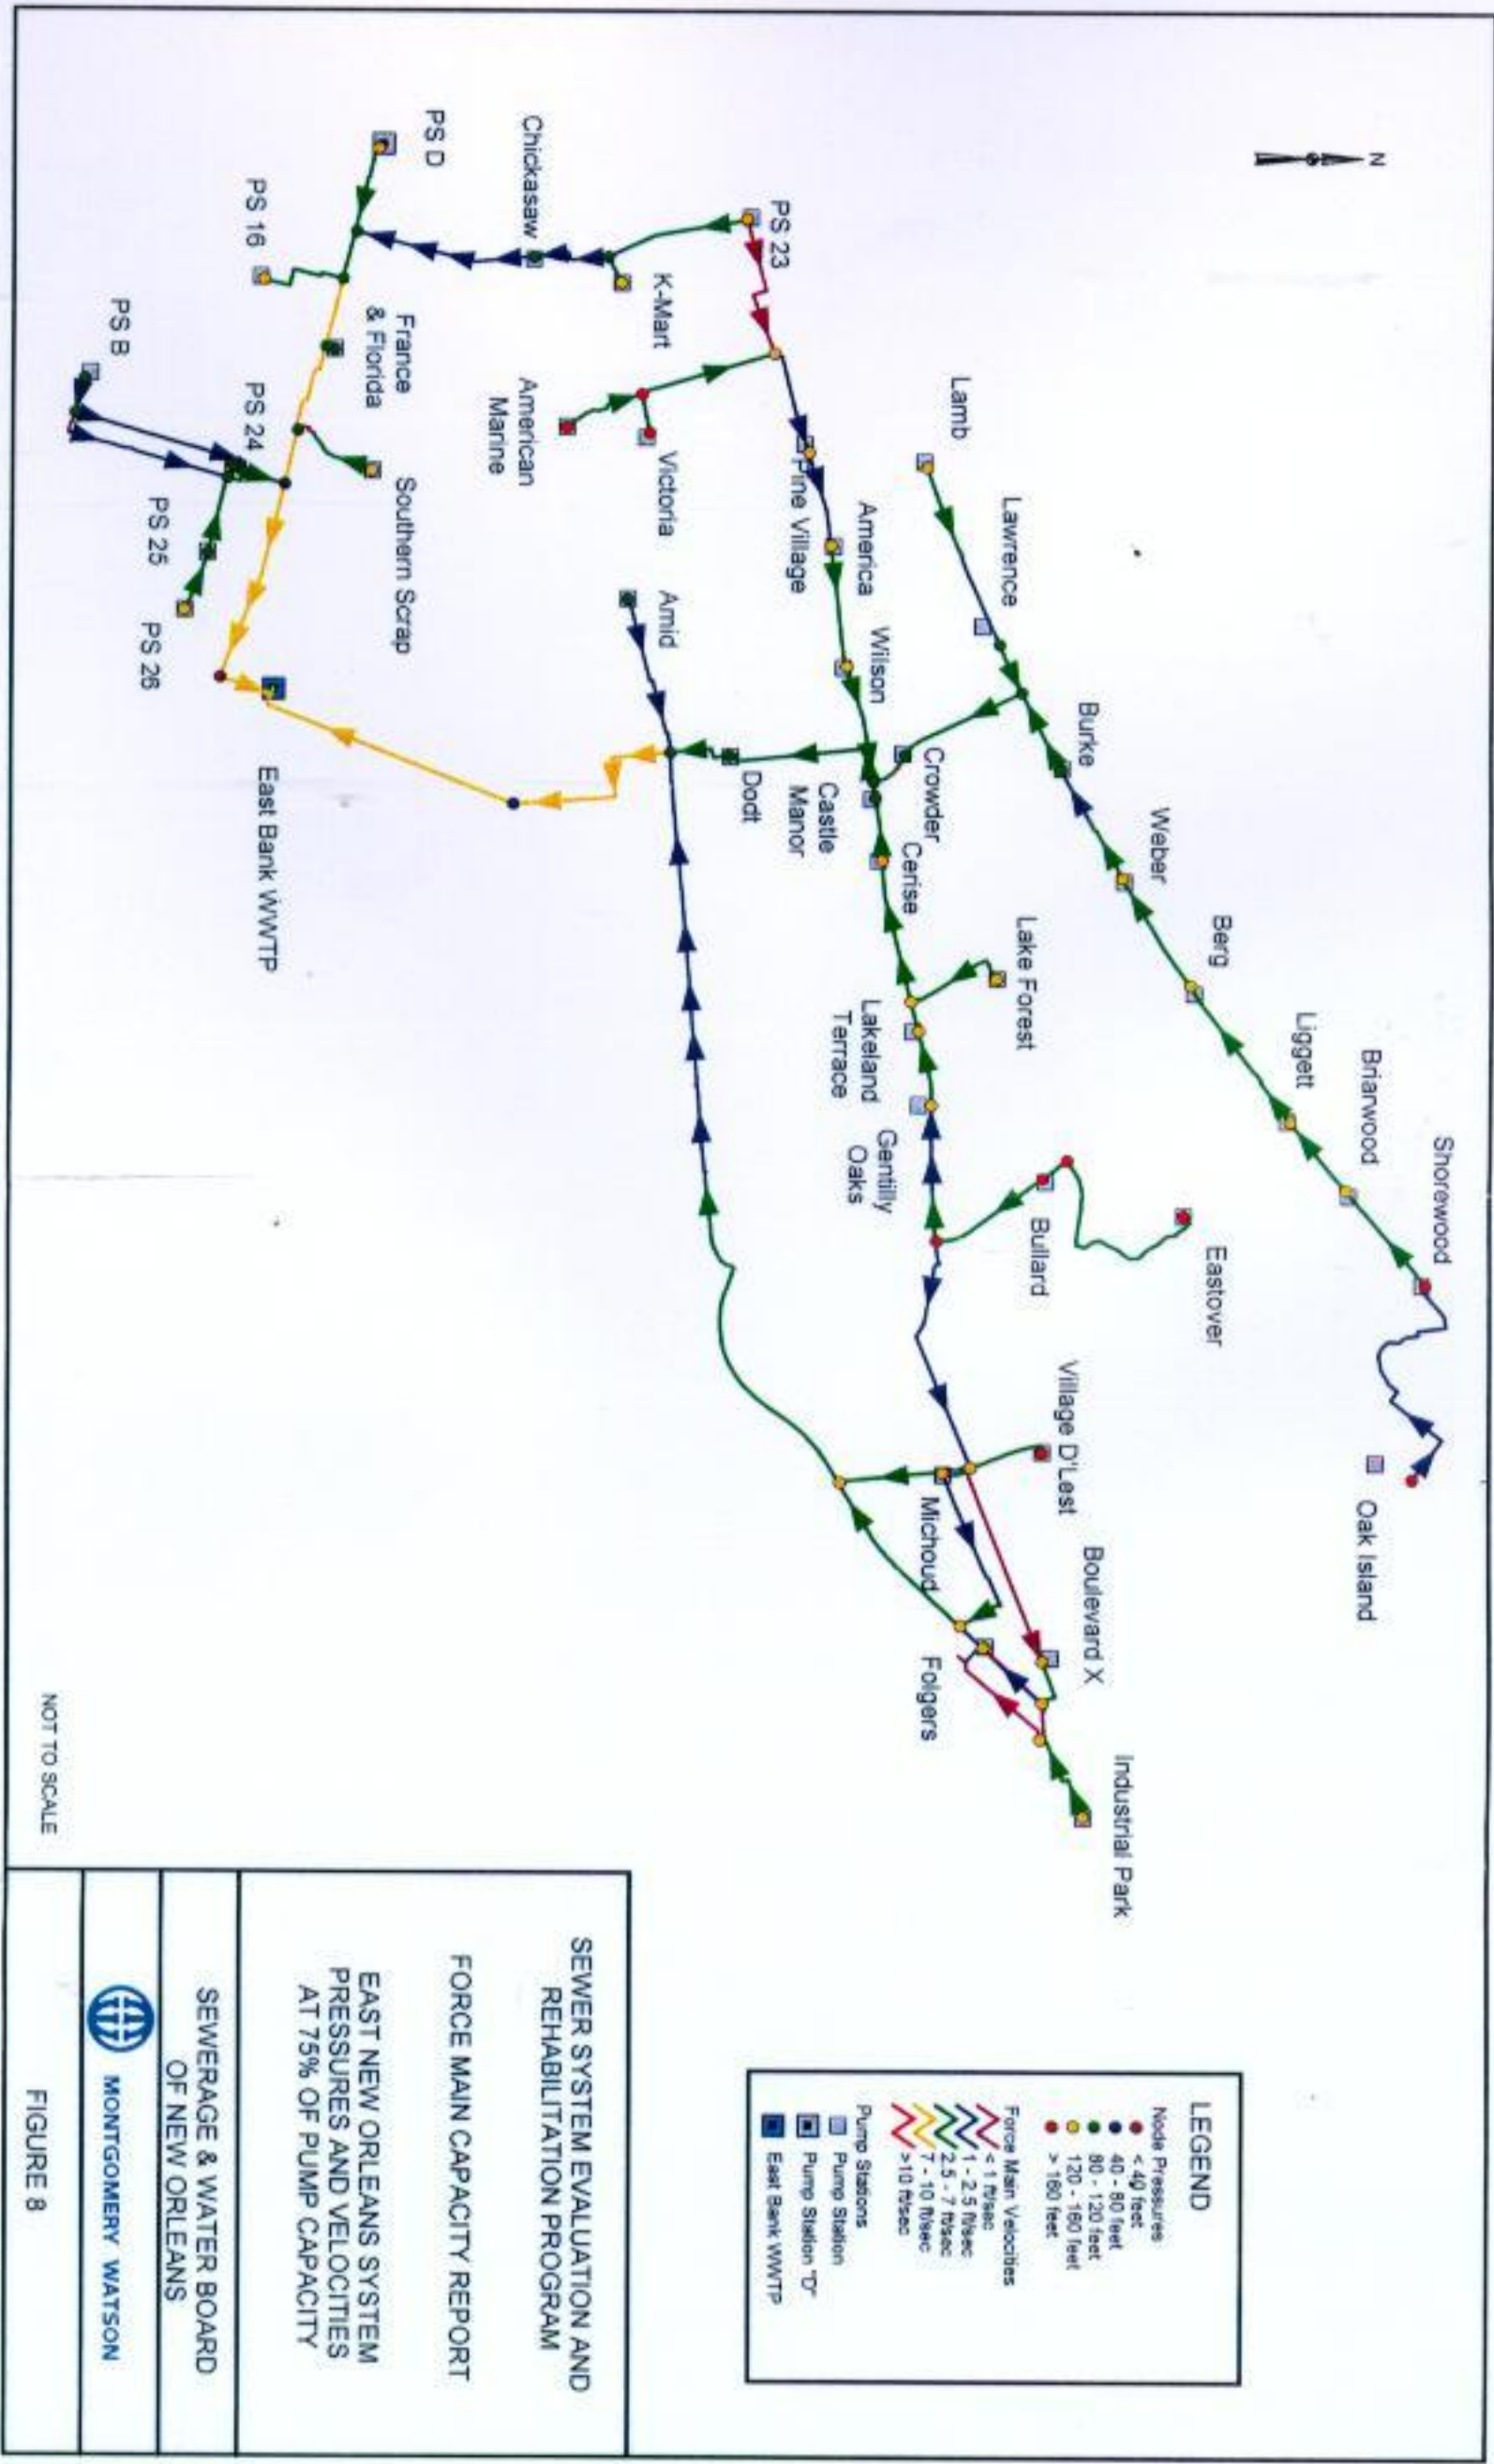 N
Shorewood
Oak Island
Briarwood
Liggett
Eastover
Berg
Industrial Park
Weber
Boulevard X
Burke
Village D'Lest
Bullard
Lake Forest
Lawrence
Lamb
Crowder
Cerise
Michoud
Folgers
Gentilly
Oaks
Lakeland
Terrace
Wilson
America
Castle
Manor
Pine Village
PS 23
Dodt
K-Mart
Victoria
Amid
American
Marine
Chickasaw
PS D
France
& Florida
Southern Scrap
PS 16
PS 24
East Bank WWTP
PS B
PS 25
PS 26
LEGEND
Node Pressures
< 40 feet
40 - 80 feet
80 - 120 feet
120 - 160 feet
> 160 feet
Force Main Velocities
< 1 ft/sec
1 - 2.5 ft/sec
2.5 - 7 ft/sec
7 - 10 ft/sec
>10 ft/sec
Pump Stations
Pump Station
Pump Station "D"
East Bank WWTP
SEWER SYSTEM EVALUATION AND
REHABILITATION PROGRAM
FORCE MAIN CAPACITY REPORT
EAST NEW ORLEANS SYSTEM
PRESSURES AND VELOCITIES
AT 75% OF PUMP CAPACITY
SEWERAGE & WATER BOARD
OF NEW ORLEANS
MONTGOMERY WATSON
NOT TO SCALE
FIGURE 8